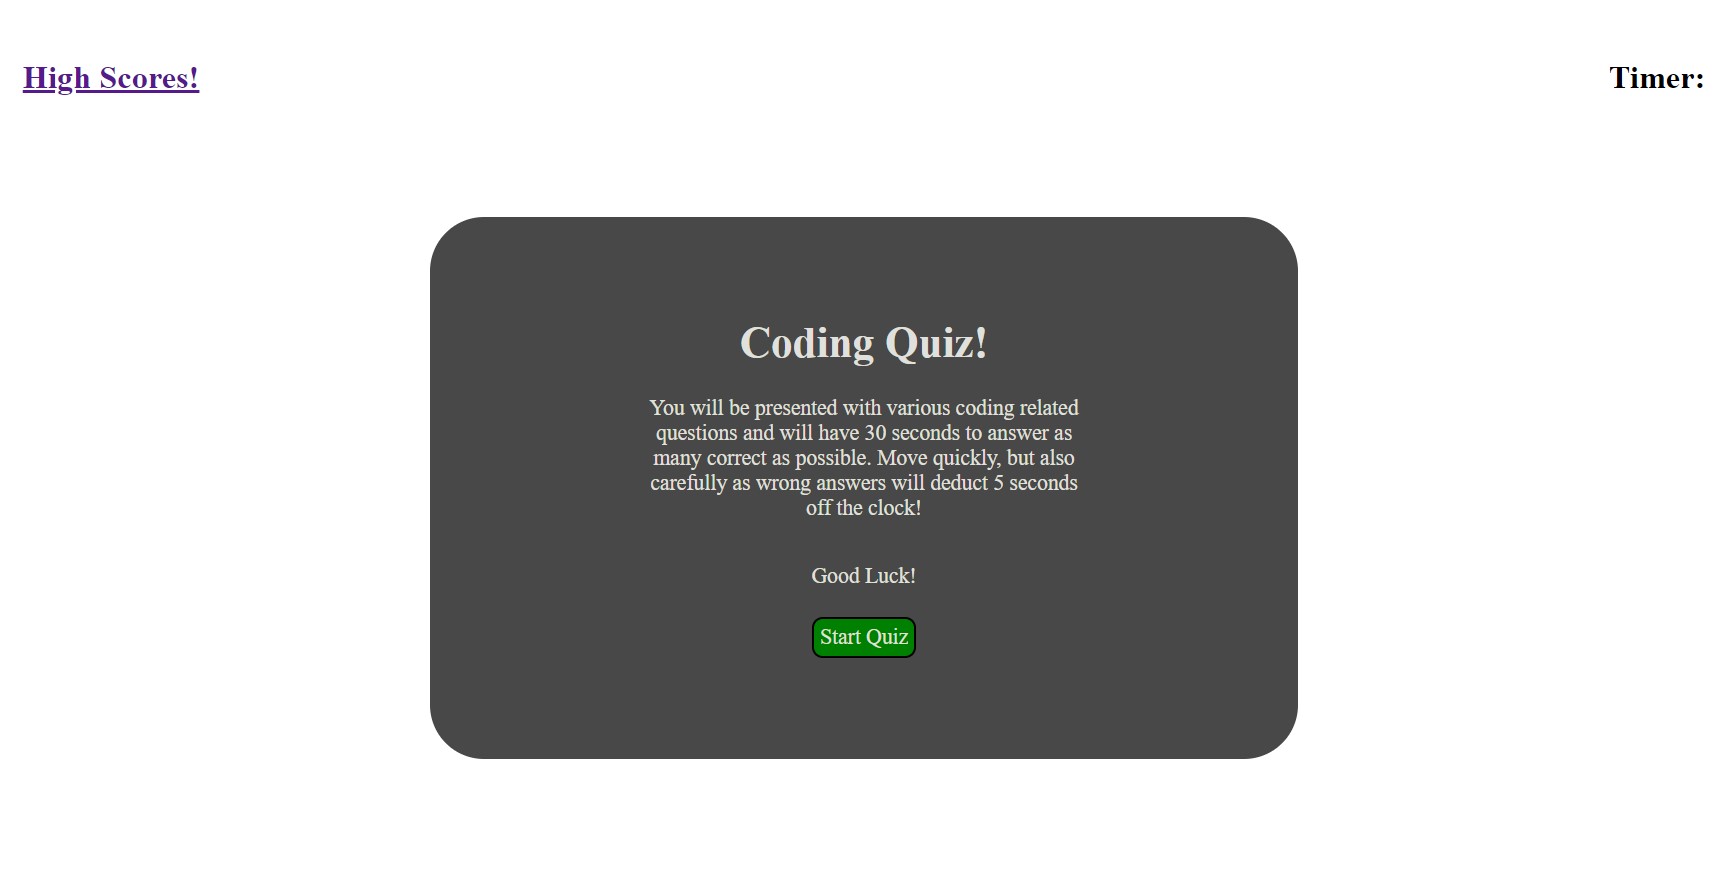 High Scores!
Timer:
Coding Quiz!
You will be presented with various coding related
questions and will have 30 seconds to answer as
many correct as possible. Move quickly, but also
carefully as wrong answers will deduct 5 seconds
off the clock!
Good Luck!
Start Quiz